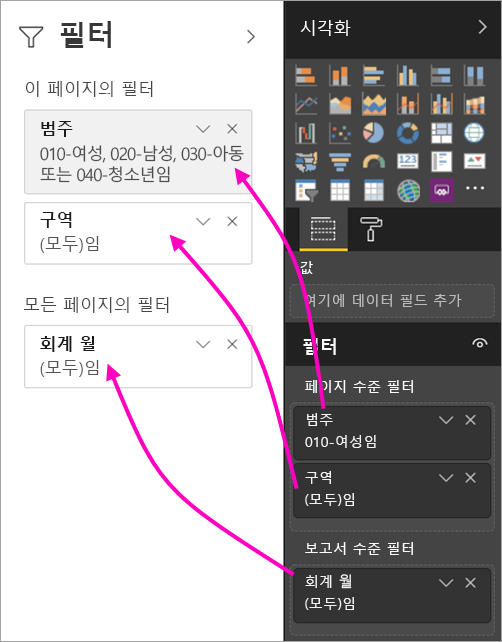 필터
이 페이지의 필터
범주
010-여성, 020-남성, 030-아동
또는 040-청소년임
구역
(모두)임
모든 페이지의 필터
회계 월
(모두)임
시각화
123
값
여기에 데이터 필드 추가
필터
페이지 수준 필터
범주
010-여성임
구역
(모두)임
보고서 수준 필터
회계 월
(모두)임